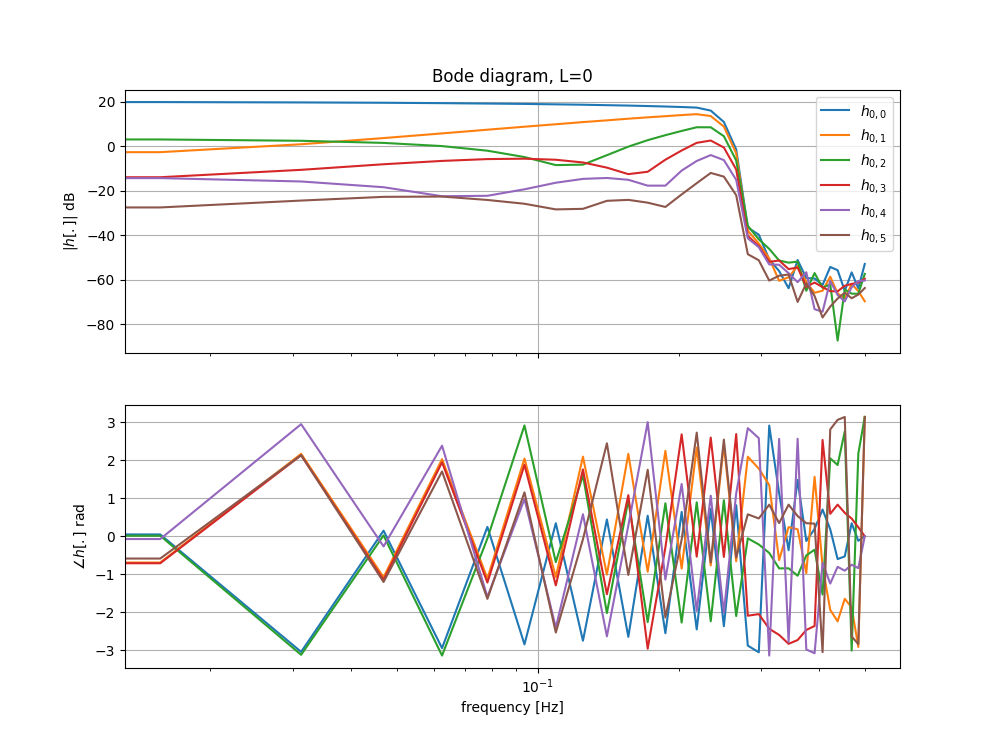 Bode diagram, L=0
|h[.]| dB
20
0
−20
−40
−60
−80
h0,0
h0,1
h0,2
h0,3
h0,4
h0,5
∠h[.] rad
3
2
1
0
−1
−2
−3
10−1
frequency [Hz]